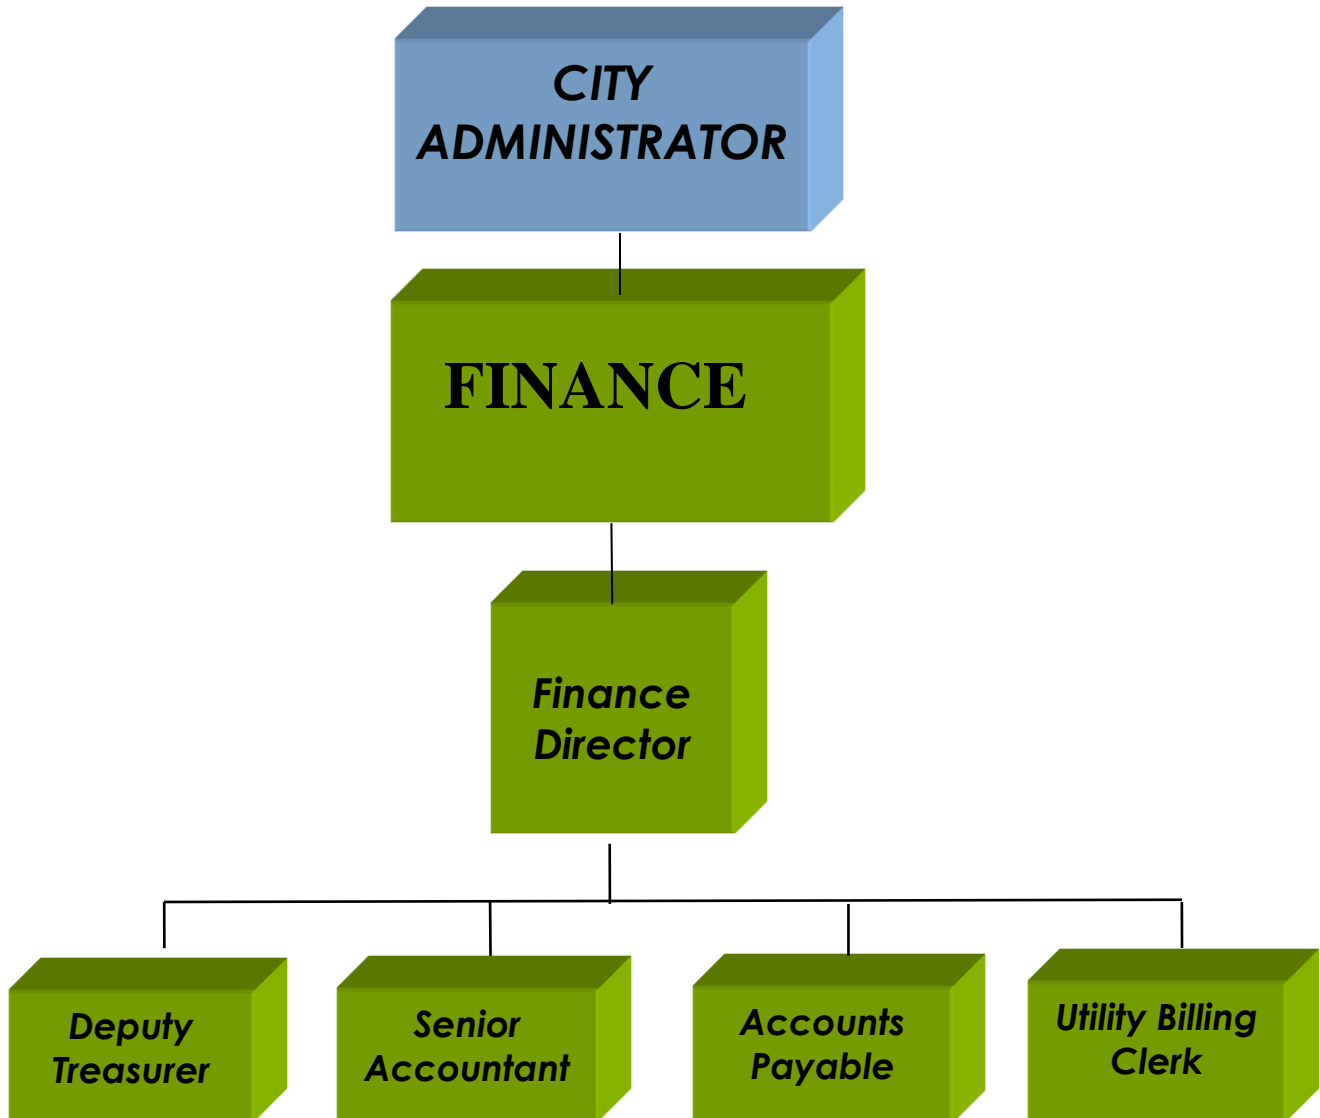 CITY
ADMINISTRATOR
FINANCE
Finance
Director
Deputy
Treasurer
Senior
Accountant
Accounts
Payable
Utility Billing
Clerk